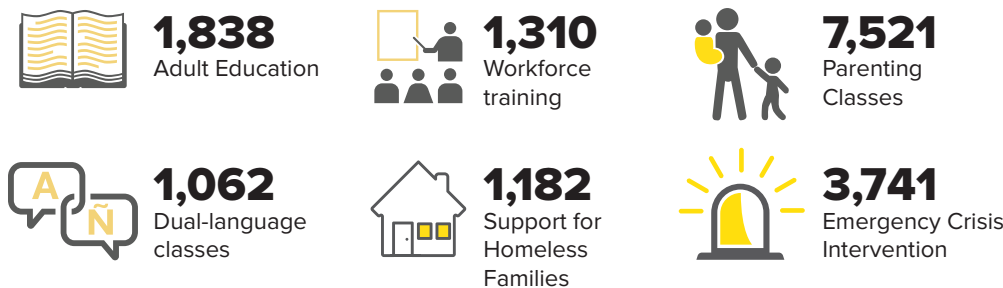 1,838
Adult Education
1,310
Workforce
training
7,521
Parenting
Classes
A
Ñ
1,062
Dual-language
classes
1,182
Support for
Homeless
Families
3,741
Emergency Crisis
Intervention